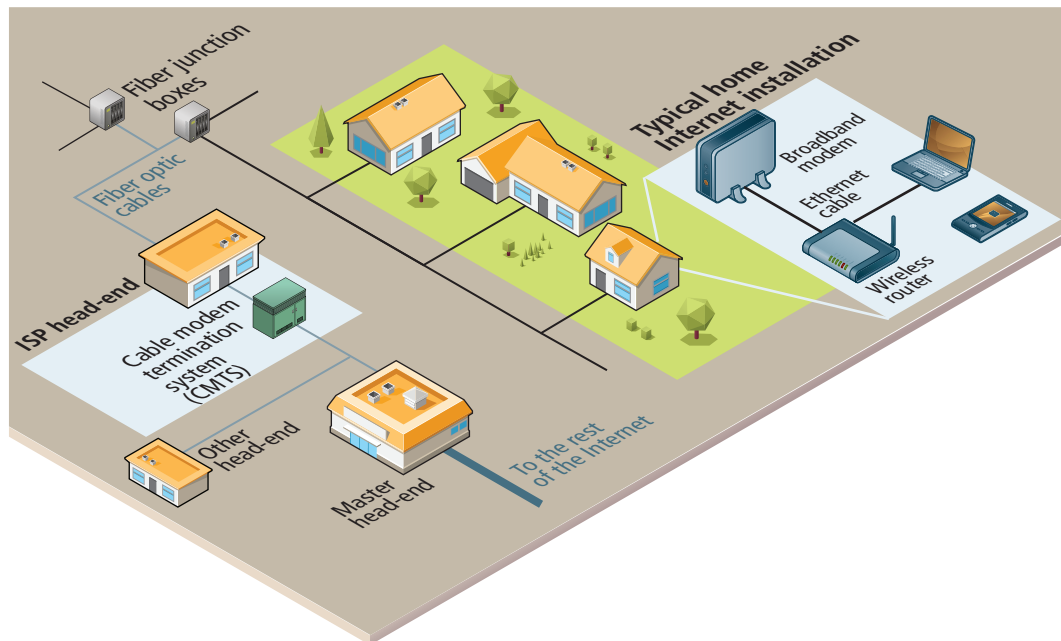 Fiber junction
boxes
Fiber optic
cables
Typical home
Internet installation
Broadband
modem
Ethernet
cable
Wireless
router
ISP head-end
Cable modem
termination
system
(CMTS)
Other
head-end
Master
head-end
To the rest
of the Internet